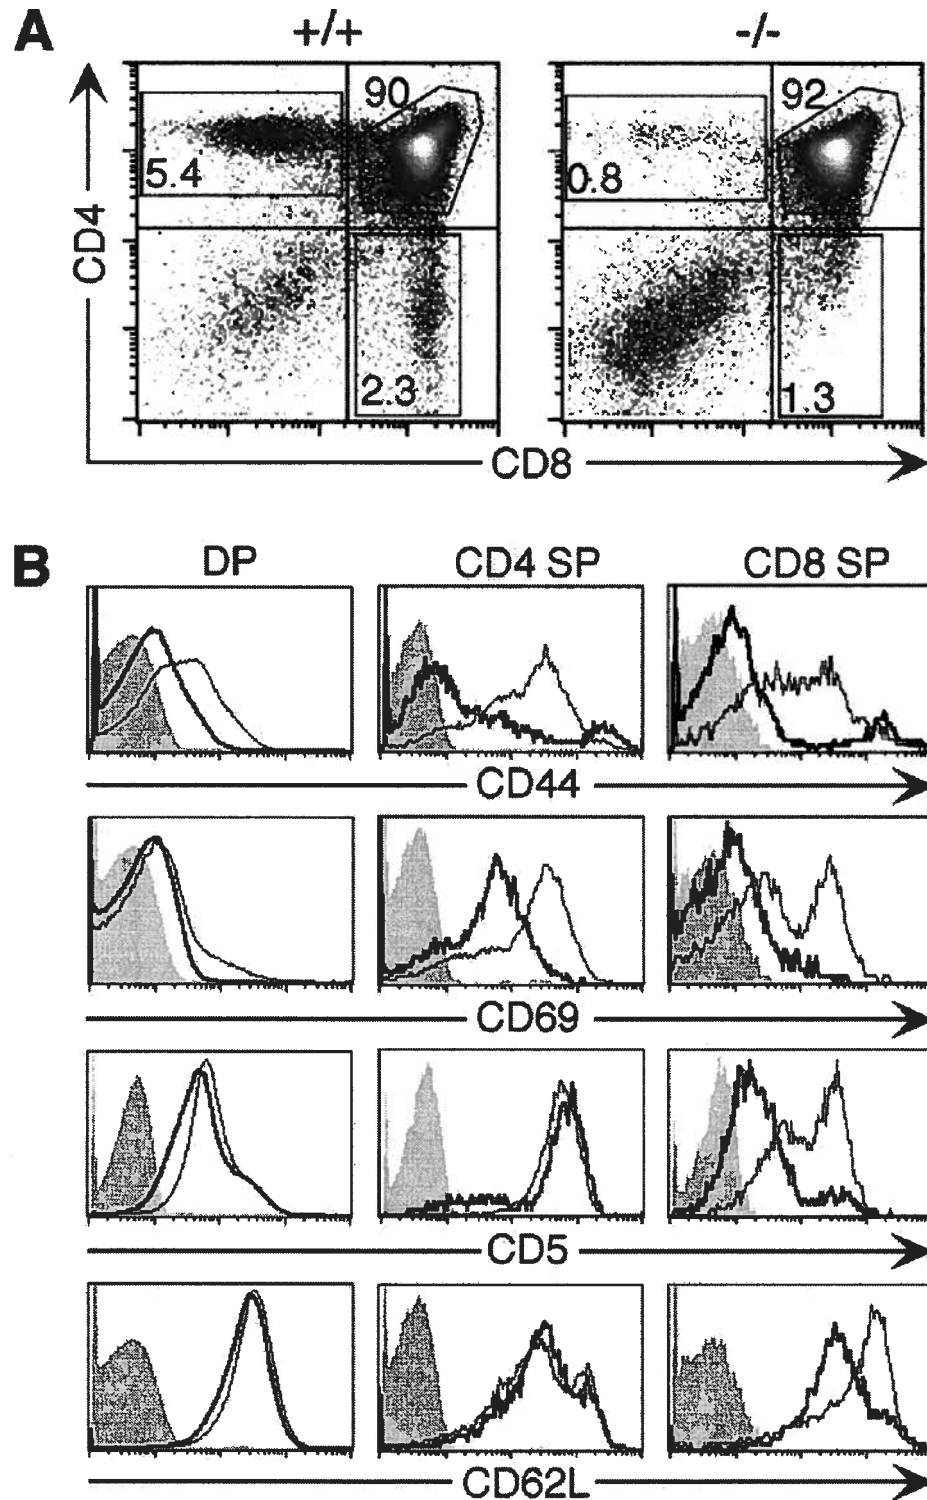 A
+/+
-/-
CD4
90
5.4
2.3
92
0.8
1.3
CD8
B
DP
CD4 SP
CD8 SP
CD44
CD69
CD5
CD62L